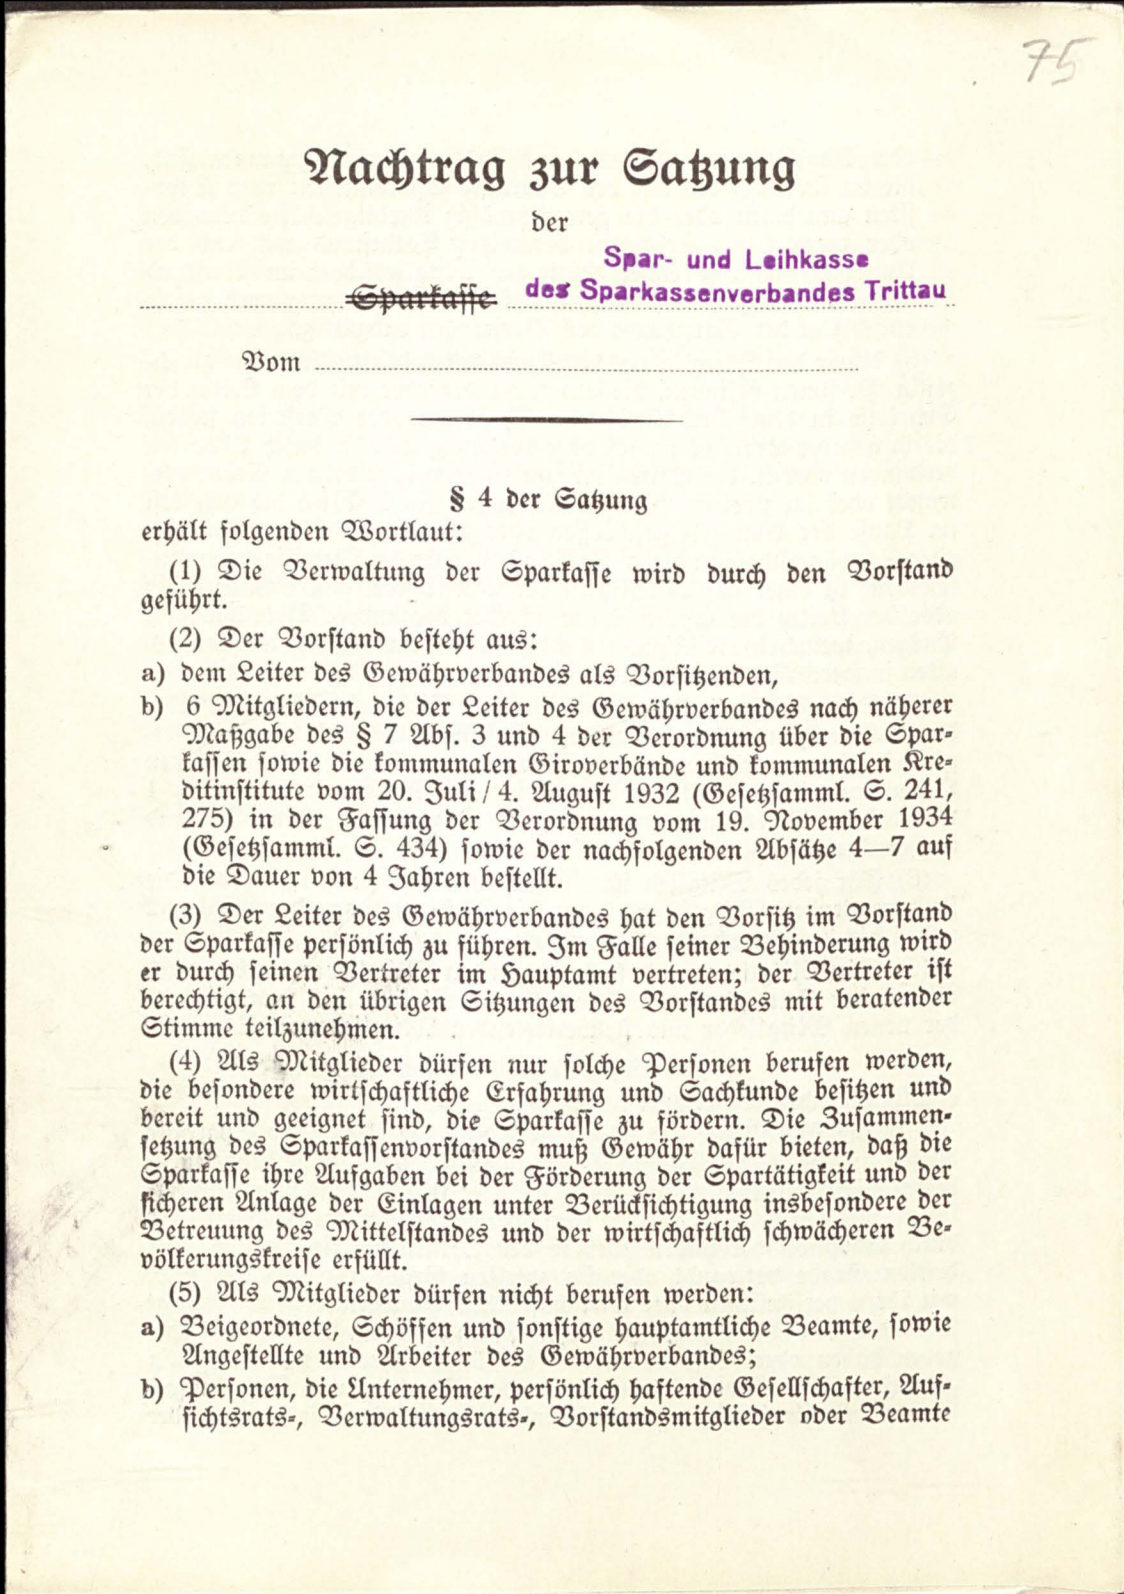 75
Nachtrag zur Satzung
der
Spar- und Leihkasse
Sparkasse des Sparkassenverbandes Trittau
Vom
§ 4 der Satzung
erhält folgenden Wortlaut:
(1) Die Verwaltung der Sparkasse wird durch den Vorstand
geführt.
(2) Der Vorstand besteht aus:
a) dem Leiter des Gewährverbandes als Vorsitzenden,
b) 6 Mitgliedern, die der Leiter des Gewährverbandes nach näherer
Maßgabe des § 7 Abs. 3 und 4 der Verordnung über die Spar-
kassen sowie die kommunalen Giroverbände und kommunalen Kre-
ditinstitute vom 20. Juli / 4. August 1932 (Gesetzsamml. S. 241,
275) in der Fassung der Verordnung vom 19. November 1934
(Gesetzsamml. S. 434) sowie der nachfolgenden Absätze 4—7 auf
die Dauer von 4 Jahren bestellt.
(3) Der Leiter des Gewährverbandes hat den Vorsitz im Vorstand
der Sparkasse persönlich zu führen. Im Falle seiner Behinderung wird
er durch seinen Vertreter im Hauptamt vertreten; der Vertreter ist
berechtigt, an den übrigen Sitzungen des Vorstandes mit beratender
Stimme teilzunehmen.
(4) Als Mitglieder dürfen nur solche Personen berufen werden,
die besondere wirtschaftliche Erfahrung und Sachkunde besitzen und
bereit und geeignet sind, die Sparkasse zu fördern. Die Zusammen-
setzung des Sparkassenvorstandes muß Gewähr dafür bieten, daß die
Sparkasse ihre Aufgaben bei der Förderung der Spartätigkeit und der
sicheren Anlage der Einlagen unter Berücksichtigung insbesondere der
Betreuung des Mittelstandes und der wirtschaftlich schwächeren Be-
völkerungskreise erfüllt.
(5) Als Mitglieder dürfen nicht berufen werden:
a) Beigeordnete, Schöffen und sonstige hauptamtliche Beamte, sowie
Angestellte und Arbeiter des Gewährverbandes;
b) Personen, die Unternehmer, persönlich haftende Gesellschafter, Auf-
sichtsrats-, Verwaltungsrats-, Vorstandsmitglieder oder Beamte